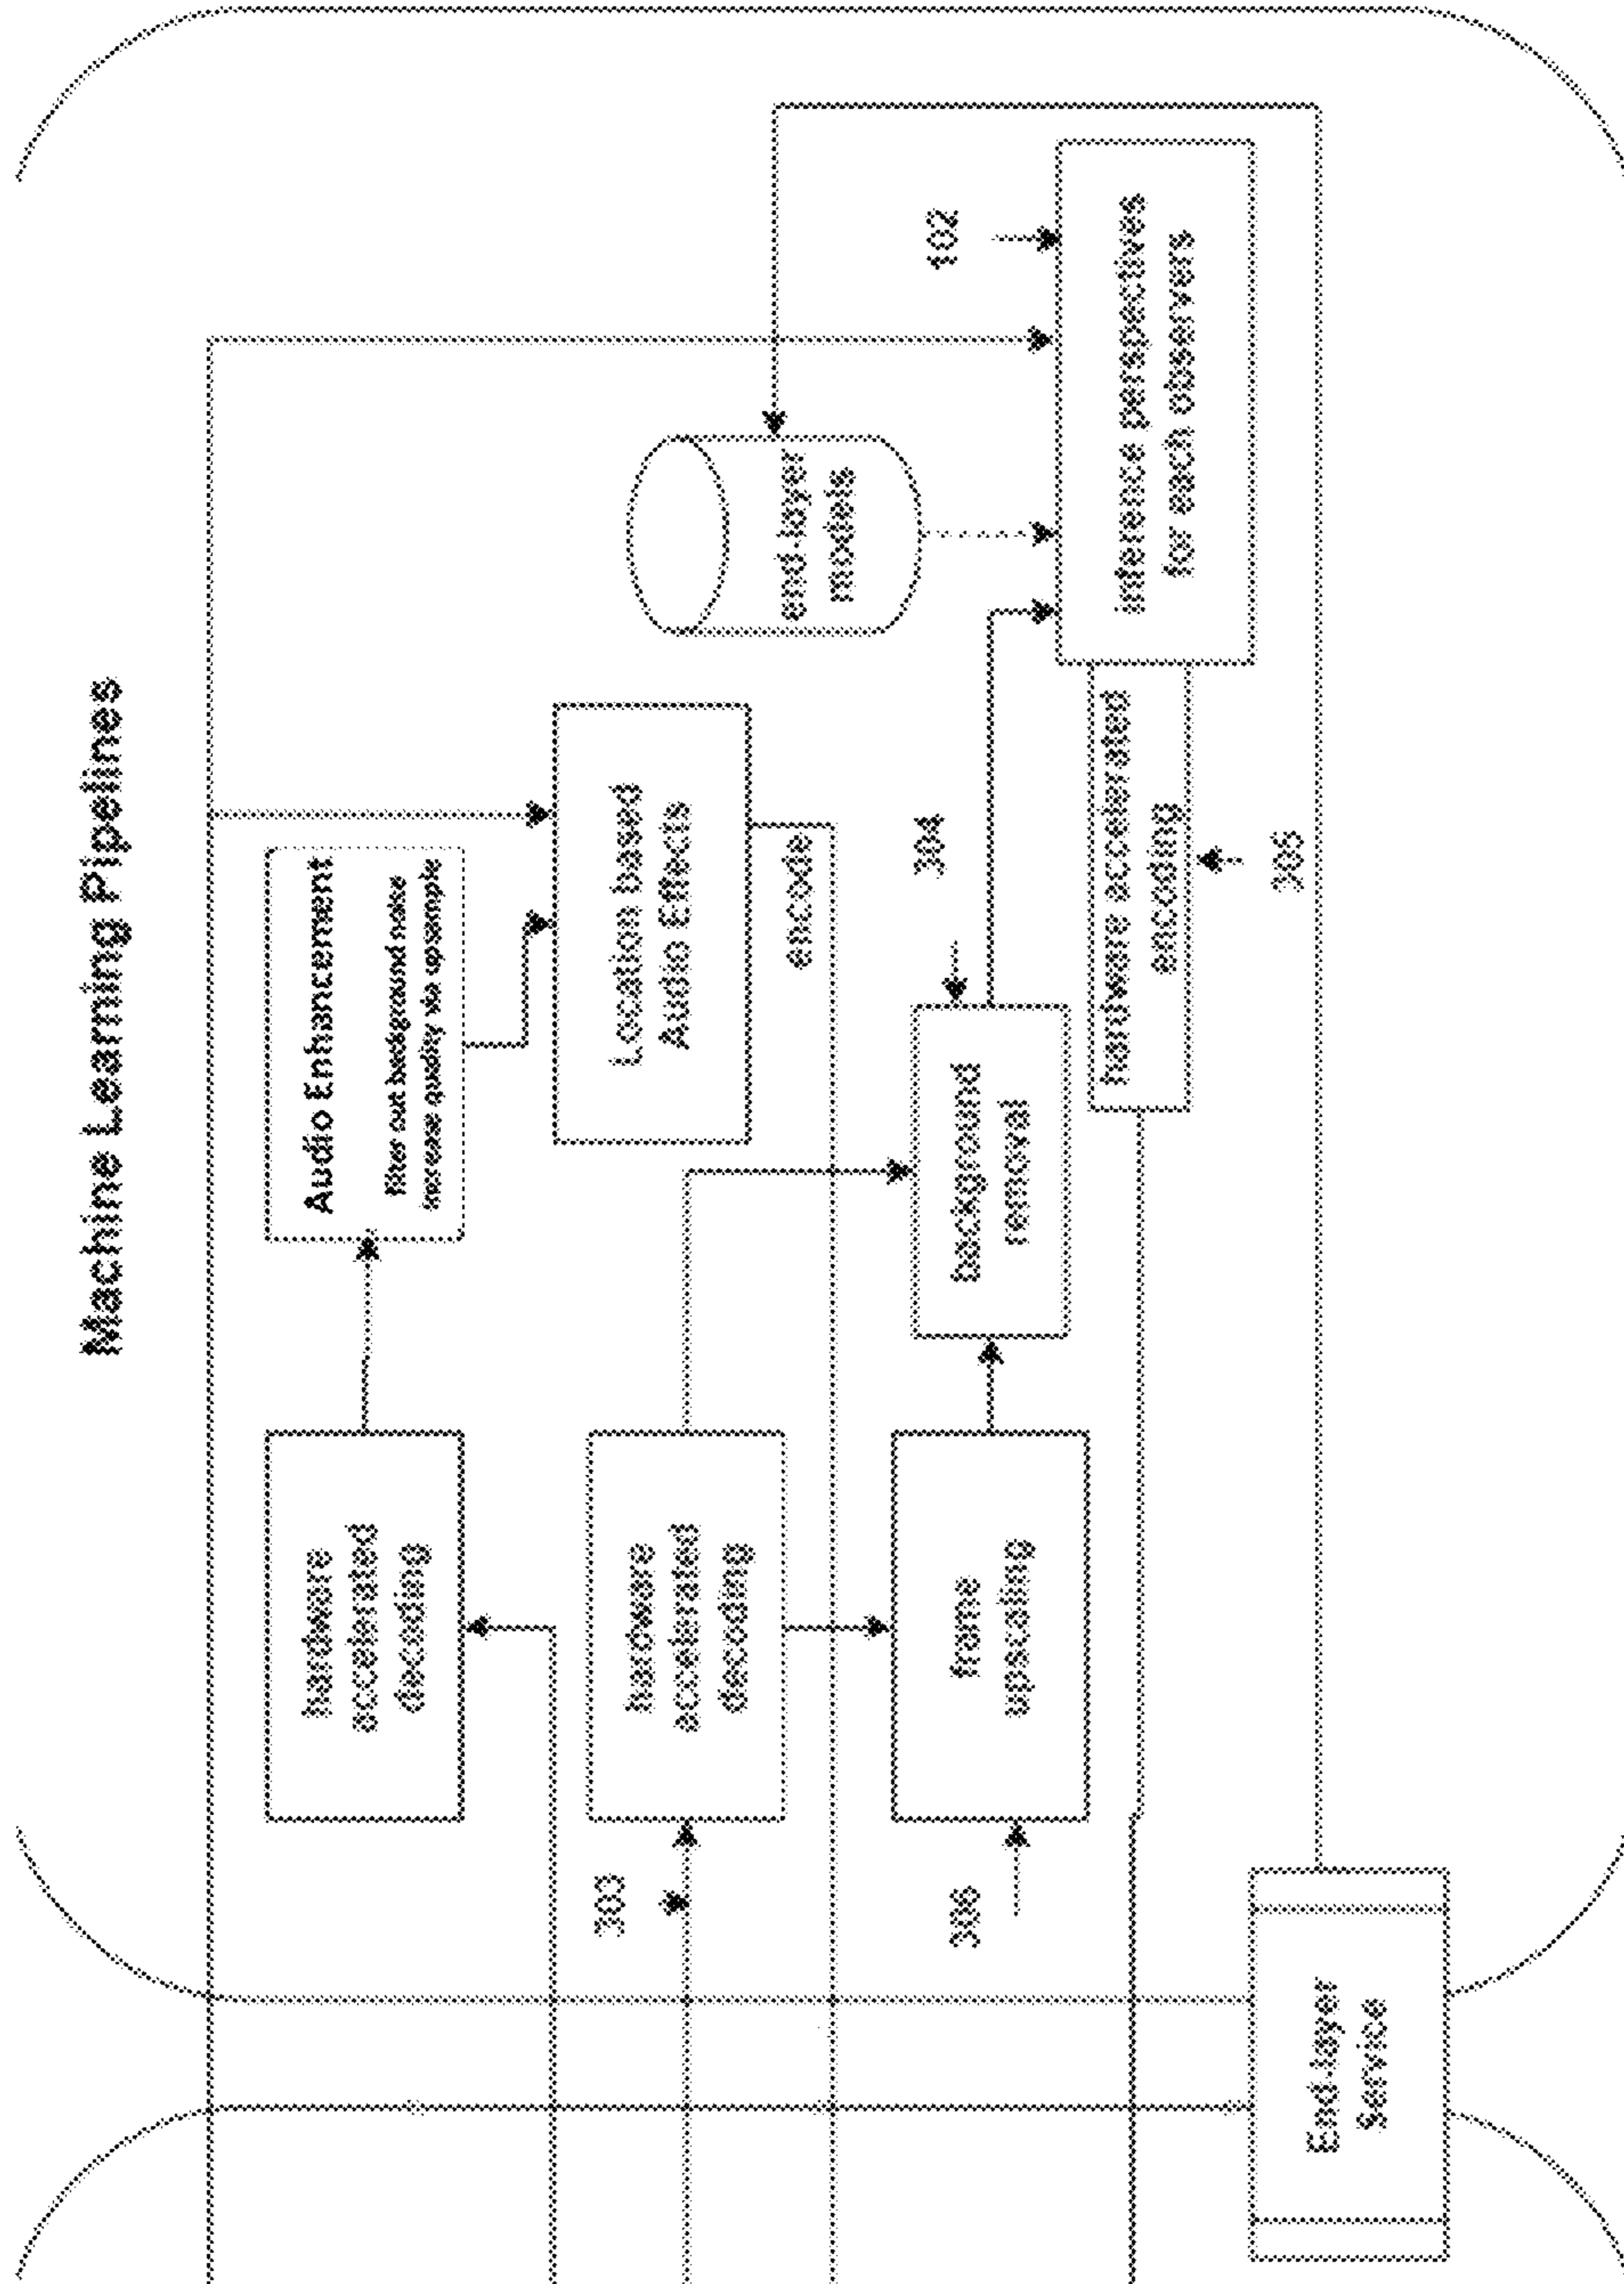 Machine Learning Pipelines
hardware
accelerated
decoding
Audio Enhancement
filter out background noise
increase quality via upsample
303
hardware
accelerated
decoding
Location based
Audio Effects
encode
end-layer
models
306
frame
upscaling
background
removal
304
102
hardware accelerated
encoding
305
inference perspectives
for each observers
End-layer
Service